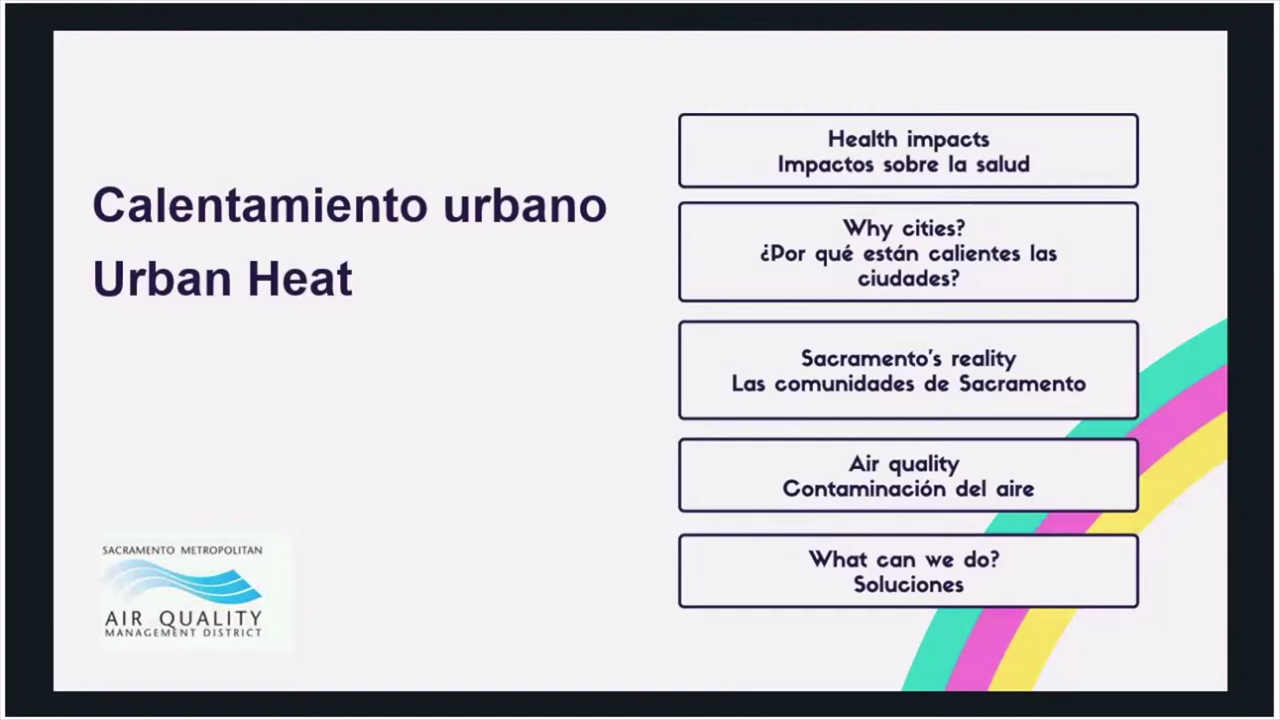 Calentamiento urbano
Urban Heat
Health impacts
Impactos sobre la salud
Why cities?
¿Por qué están calientes las
ciudades?
Sacramento's reality
Las comunidades de Sacramento
Air quality
Contaminación del aire
What can we do?
Soluciones
SACRAMENTO METROPOLITAN
AIR QUALITY
MANAGEMENT DISTRICT